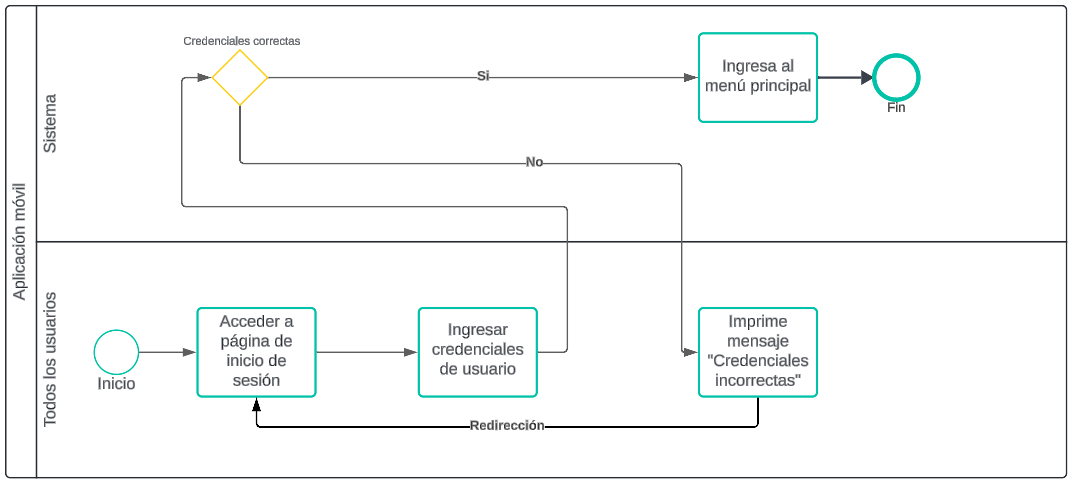 Aplicación móvil
Sistema
Credenciales correctas
Si
Ingresa al
menú principal
Fin
No
Todos los usuarios
Inicio
Acceder a
página de
inicio de
sesión
Ingresar
credenciales
de usuario
Imprime
mensaje
"Credenciales
incorrectas"
Redirección